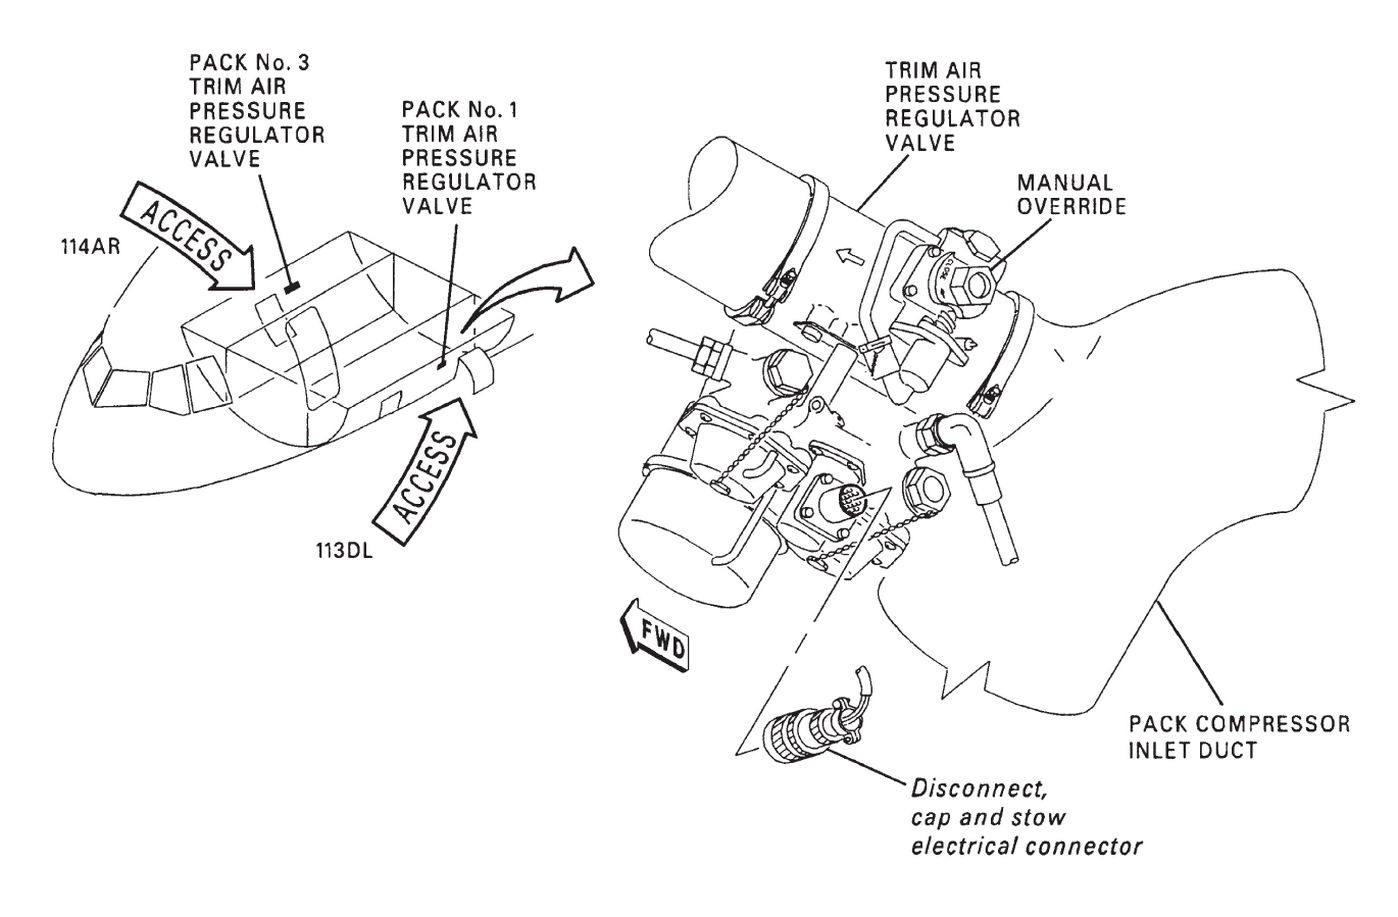 PACK No. 3
TRIM AIR
PRESSURE
REGULATOR
VALVE
PACK No. 1
TRIM AIR
PRESSURE
REGULATOR
VALVE
ACCESS
114AR
ACCESS
113DL
TRIM AIR
PRESSURE
REGULATOR
VALVE
MANUAL
OVERRIDE
CLOSE
FWD
PACK COMPRESSOR
INLET DUCT
Disconnect,
cap and stow
electrical connector